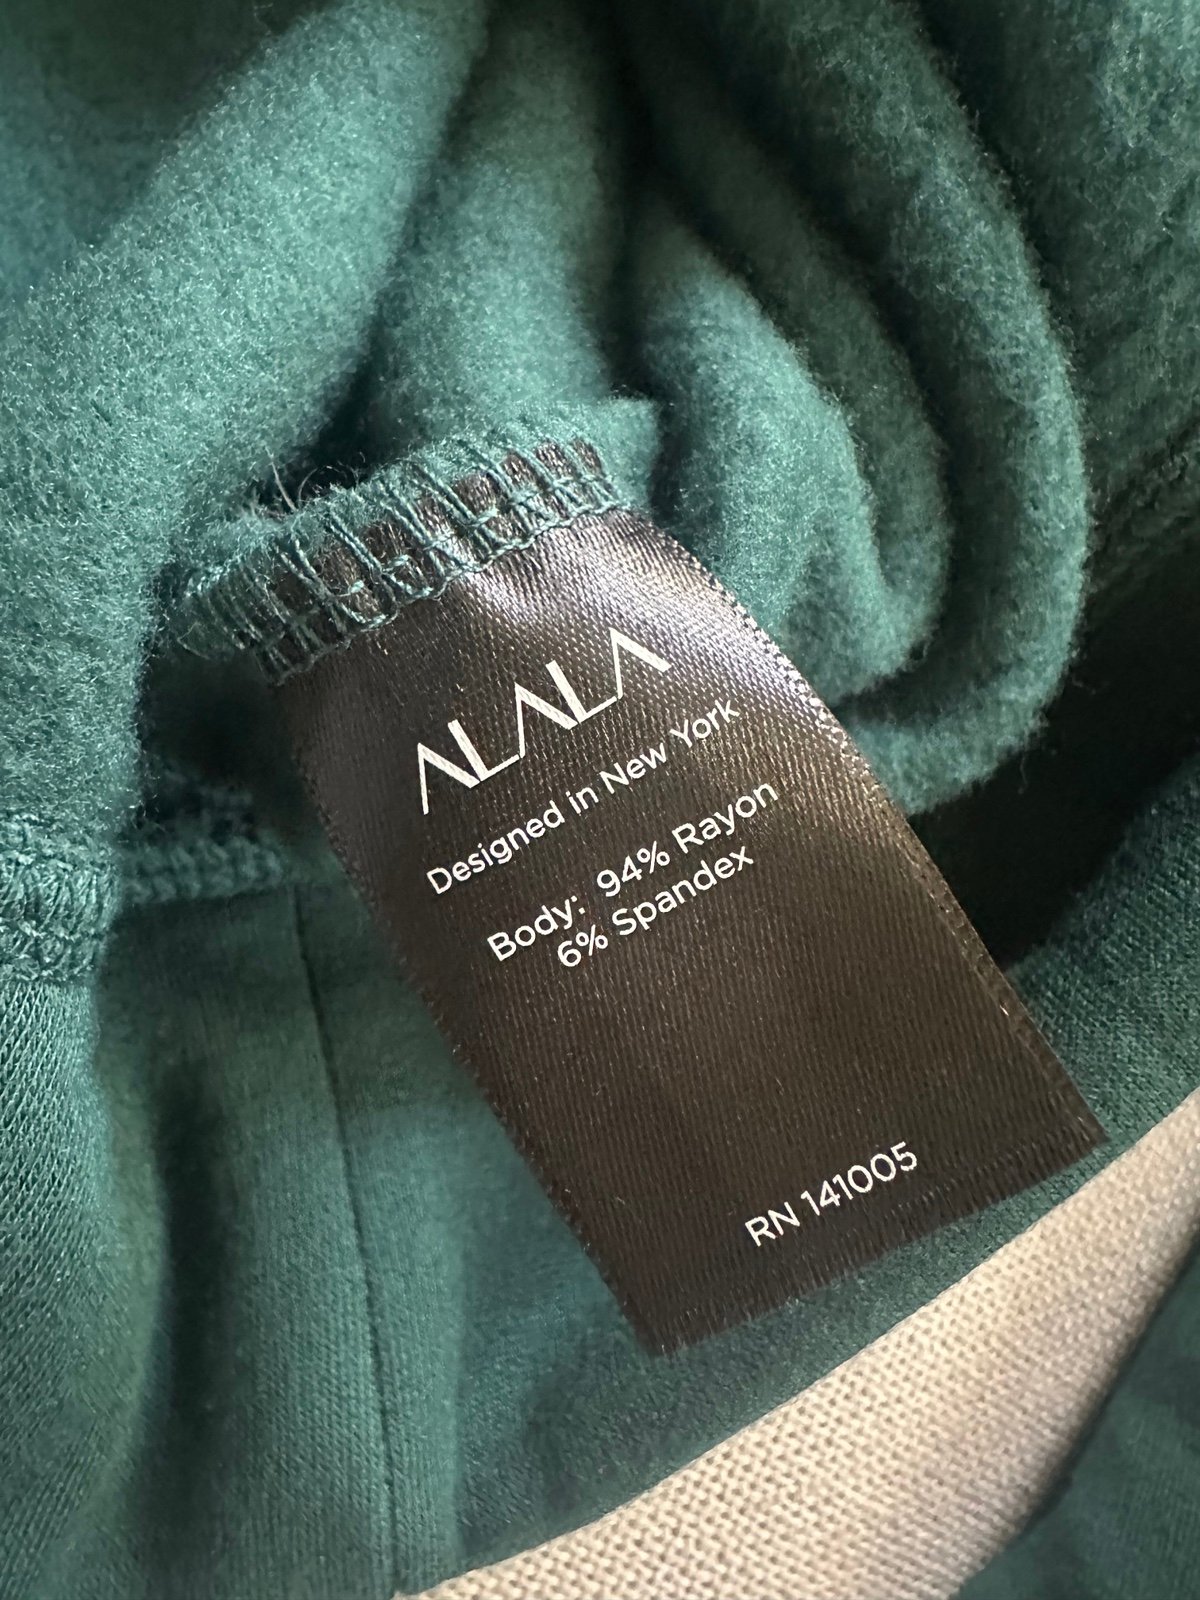 ALALA
Designed in New York
Body: 94% Rayon
6% Spandex
RN 141005